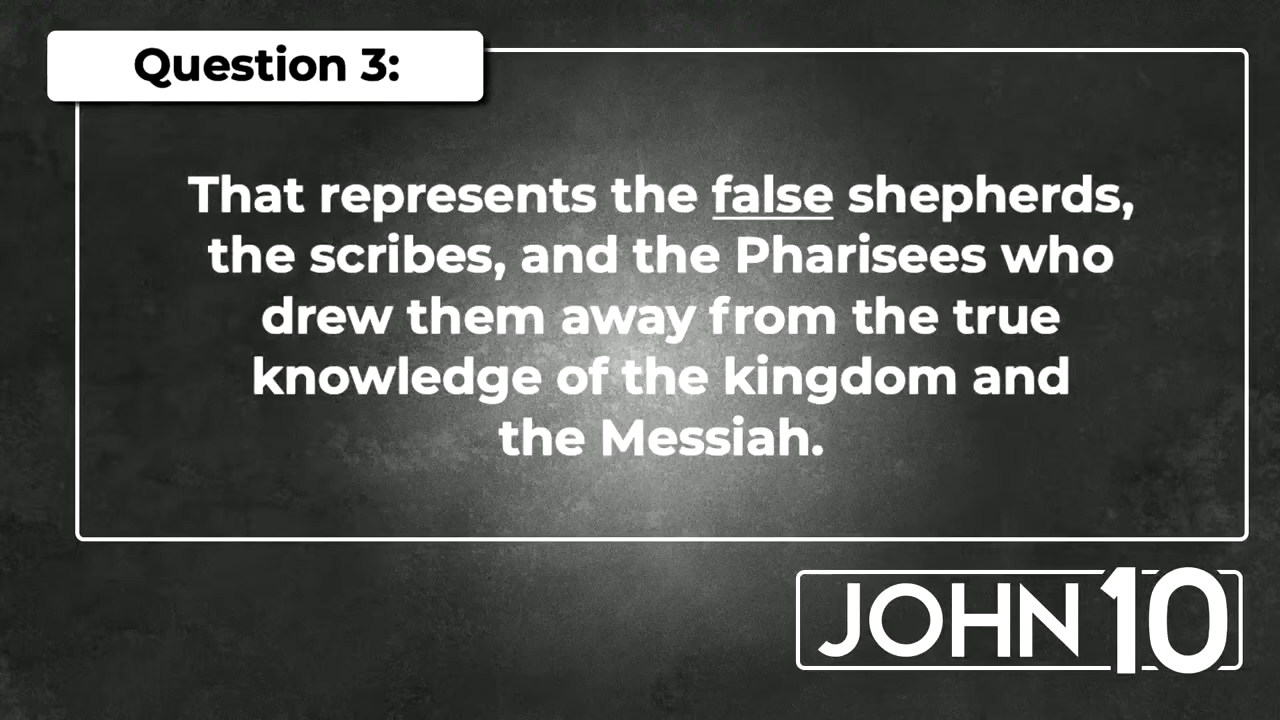 Question 3:
That represents the false shepherds,
the scribes, and the Pharisees who
drew them away from the true
knowledge of the kingdom and
the Messiah.
JOHN 10